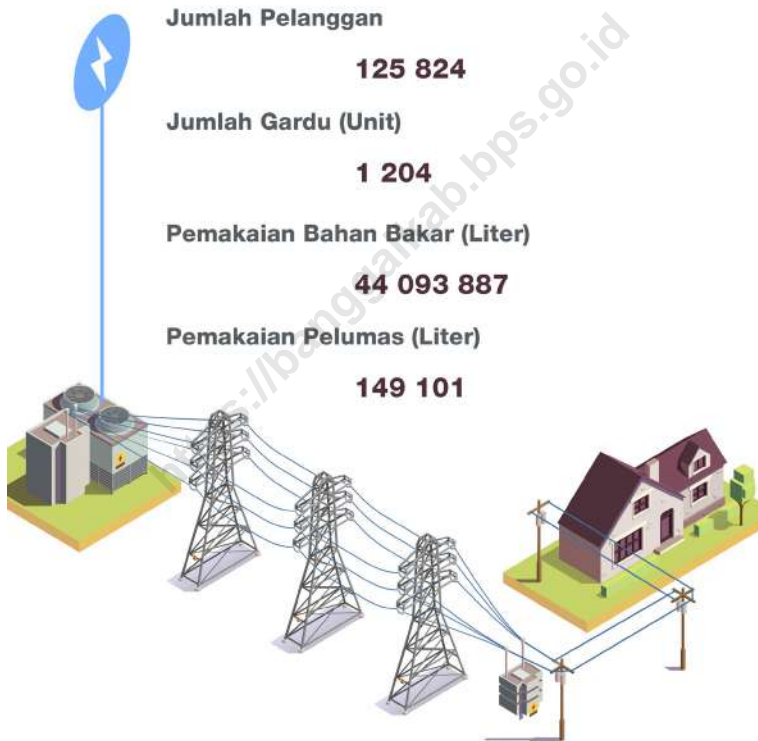 Jumlah Pelanggan
125 824
Jumlah Gardu (Unit)
1 204
Pemakaian Bahan Bakar (Liter)
44 093 887
Pemakaian Pelumas (Liter)
149 101
https://banggaikab.bps.go.id